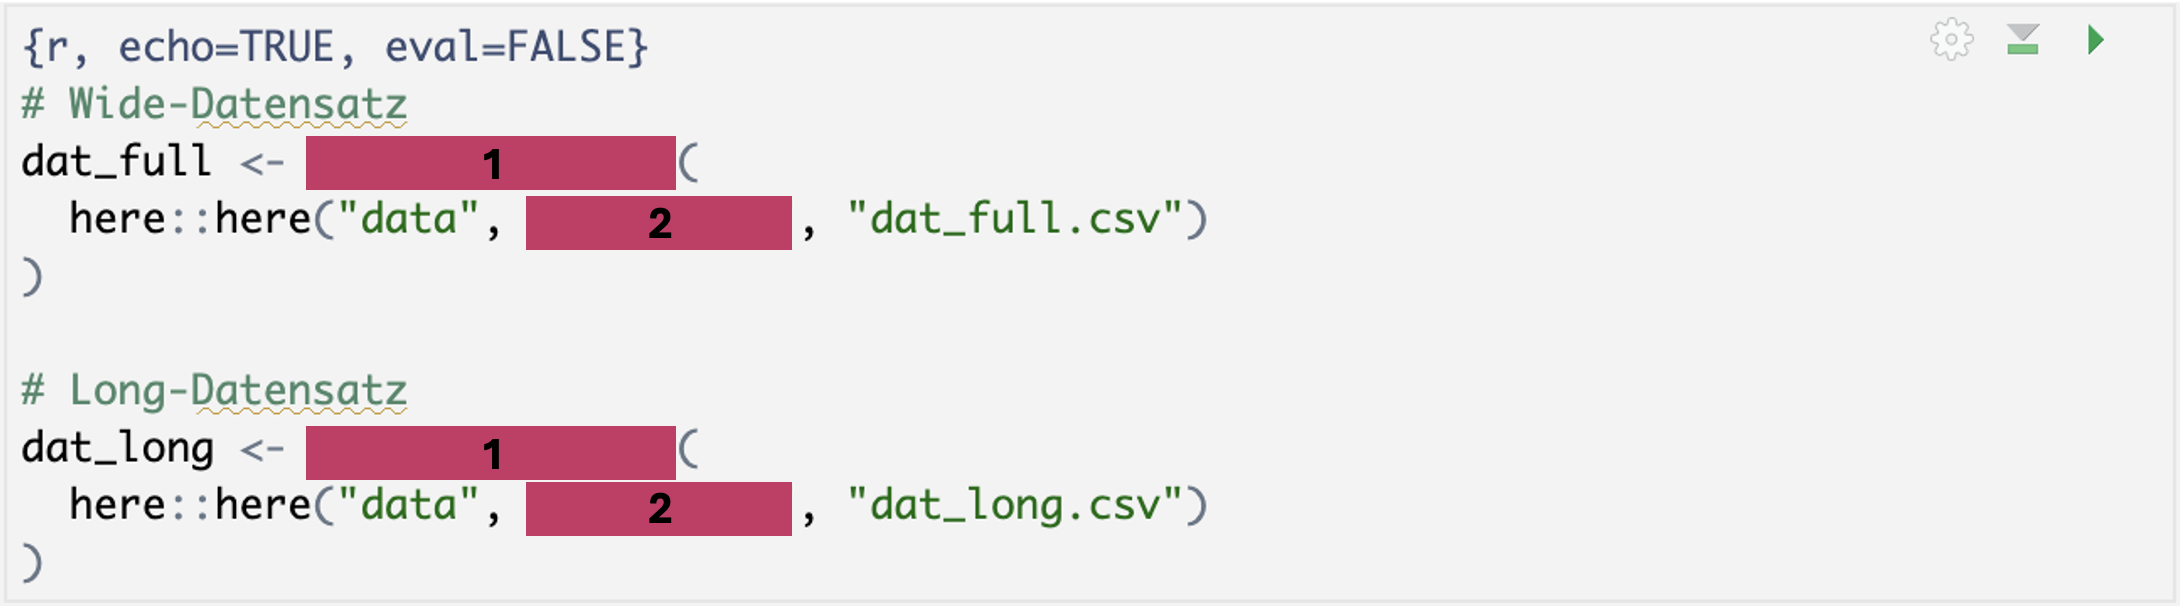 {r, echo=TRUE, eval=FALSE}
# Wide-Datensatz
dat_full <- 1(
here::here("data", 2, "dat_full.csv")
)
# Long-Datensatz
dat_long <- 1(
here::here("data", 2, "dat_long.csv")
)